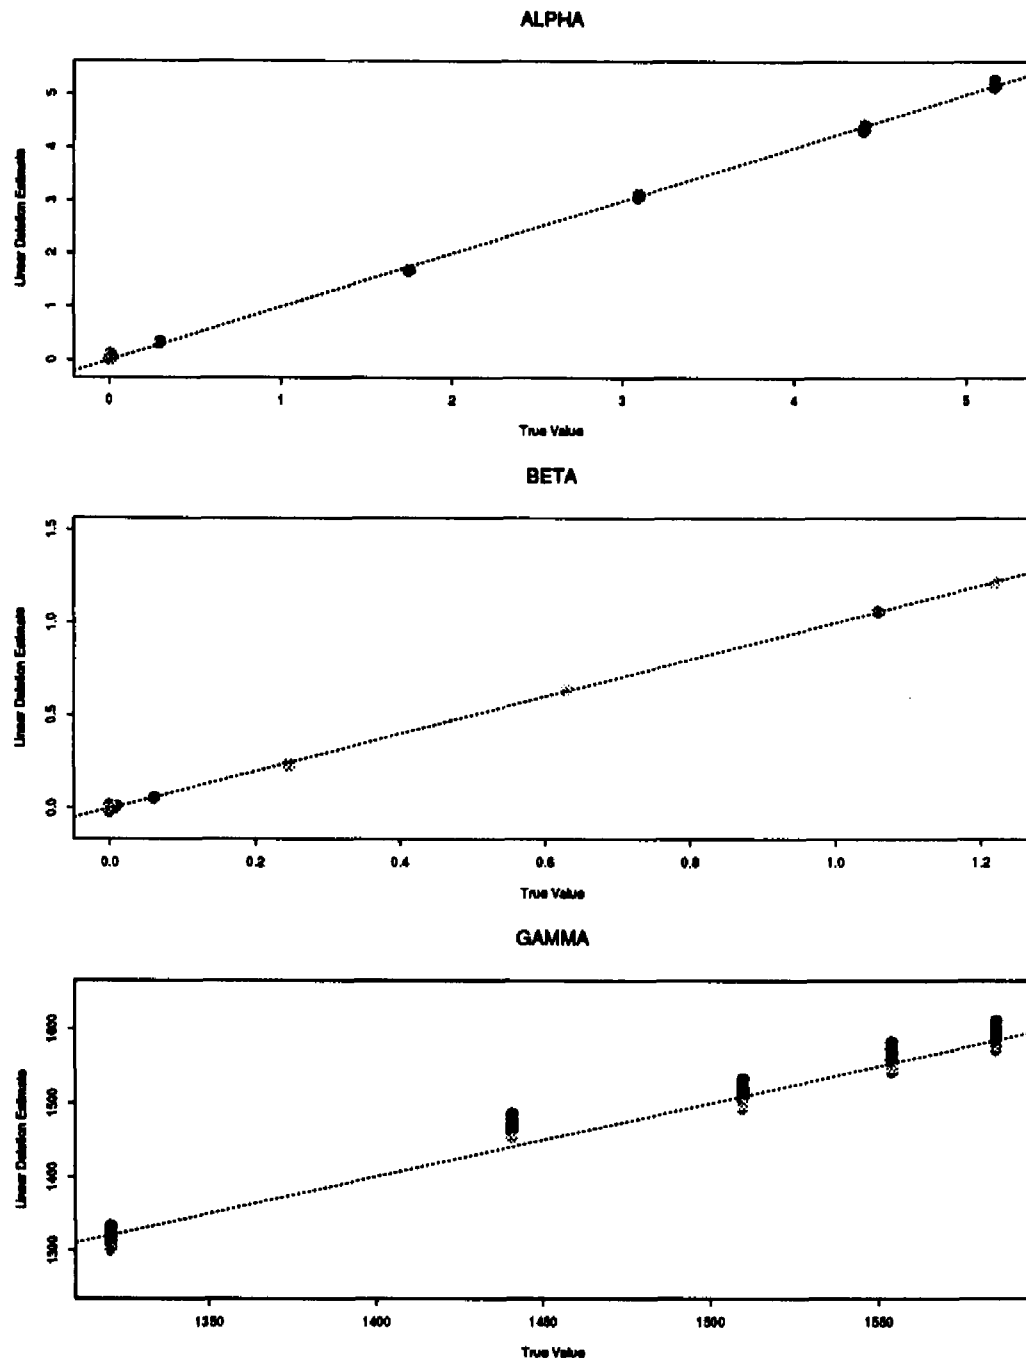 ALPHA
Linear Deletion Estimate
5
4
3
2
1
0
0 1 2 3 4 5
True Value
BETA
Linear Deletion Estimate
1.5
1.0
0.5
0.0
0.0 0.2 0.4 0.6 0.8 1.0 1.2
True Value
GAMMA
Linear Deletion Estimate
1600
1500
1400
1300
1350 1400 1450 1500 1550
True Value